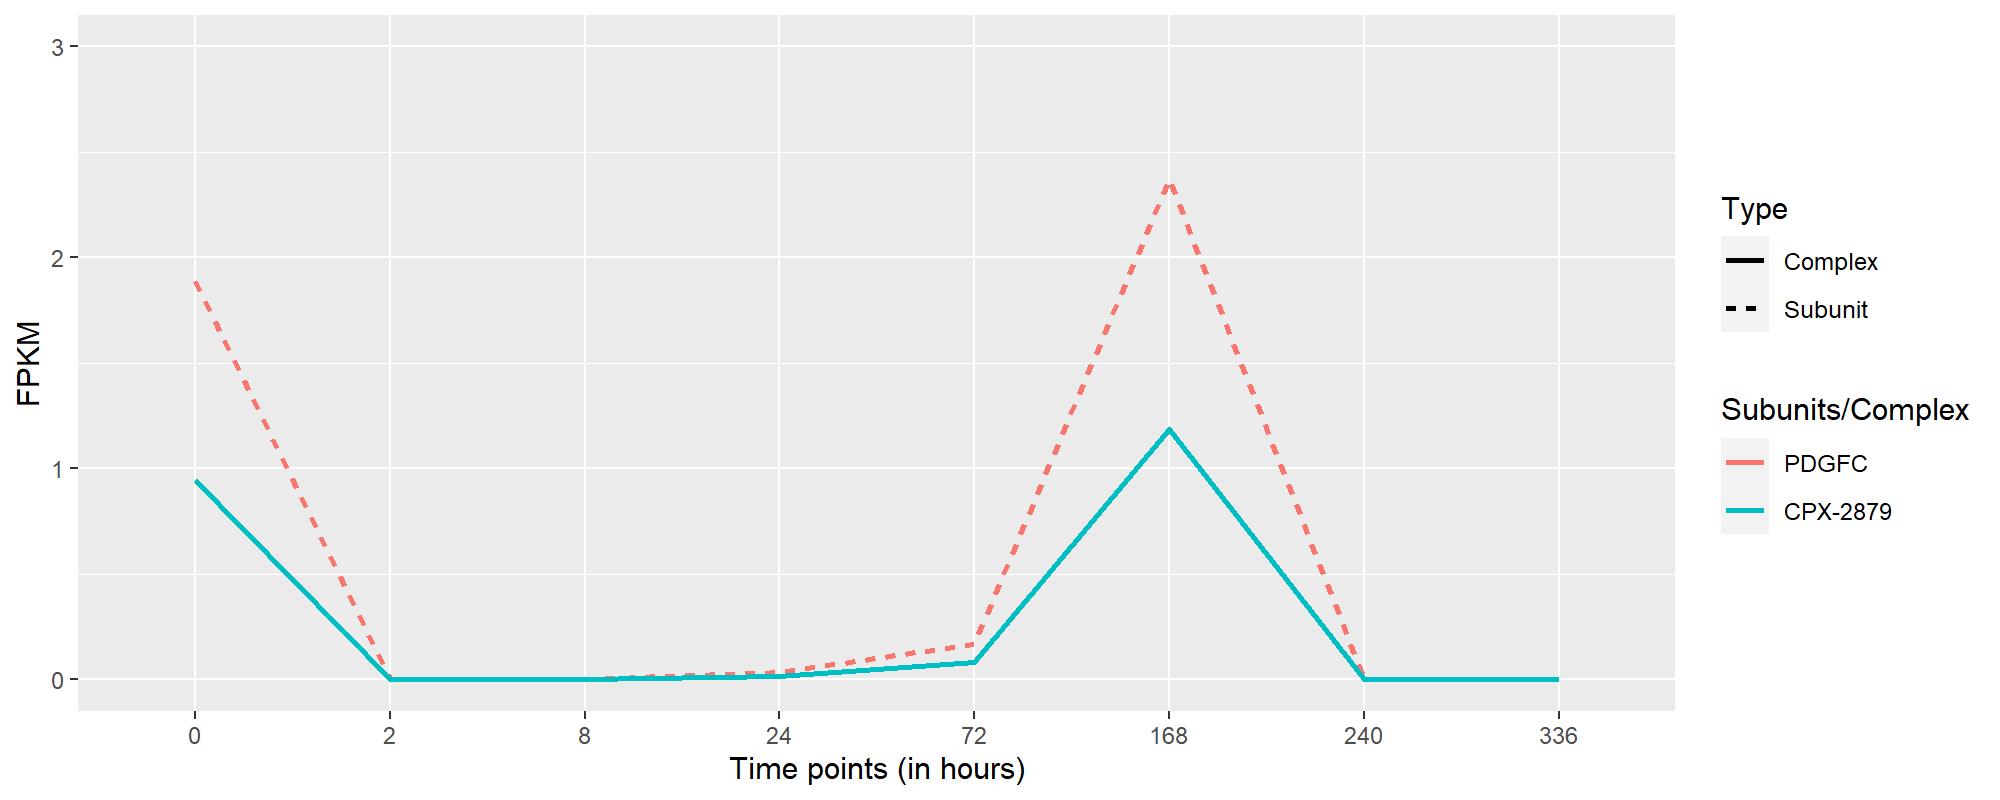 3
2
1
0
FPKM
0 2 8 24 72 168 240 336
Time points (in hours)
Type
Complex
Subunit
Subunits/Complex
PDGFC
CPX-2879